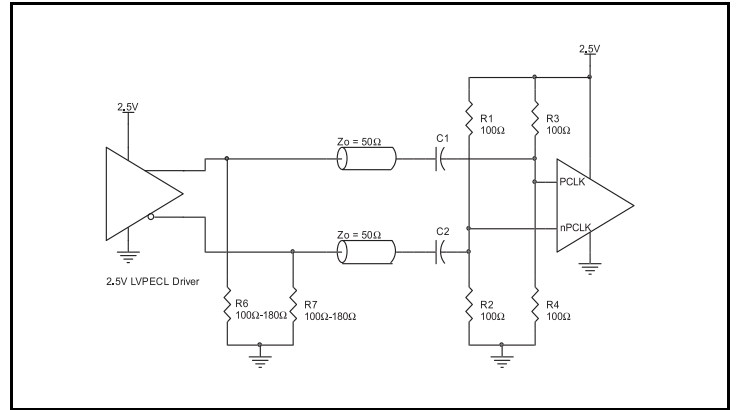 2.5V
2.5V
R1
100Ω
R3
100Ω
Zo = 50Ω
C1
PCLK
nPCLK
Zo = 50Ω
C2
2.5V LVPECL Driver
R6
100Ω-180Ω
R7
100Ω-180Ω
R2
100Ω
R4
100Ω